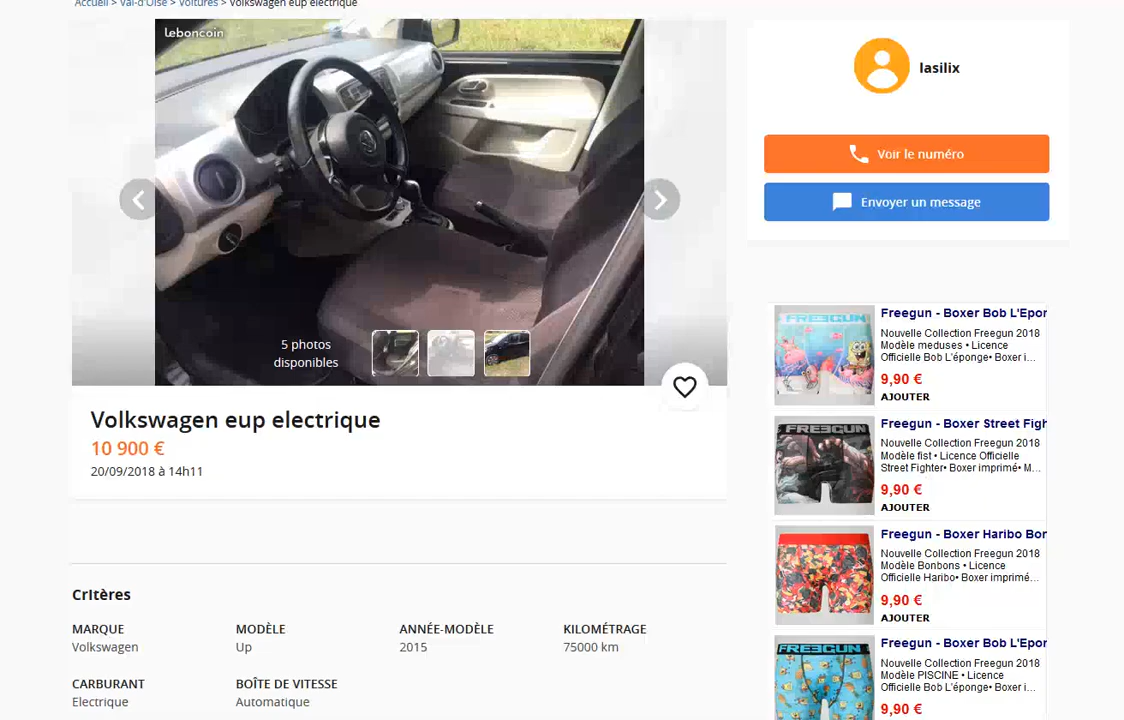 Accueil > Val-d'Oise > Voitures > Volkswagen eup electrique
leboncoin
5 photos
disponibles
Volkswagen eup electrique
10 900 €
20/09/2018 à 14h11
Critères
MARQUE
Volkswagen
MODÈLE
Up
ANNÉE-MODÈLE
2015
KILOMÉTRAGE
75000 km
CARBURANT
Electrique
BOÎTE DE VITESSE
Automatique
lasilix
Voir le numéro
Envoyer un message
FREEGUN
Freegun - Boxer Bob L'Epon
Nouvelle Collection Freegun 2018
Modèle meduses • Licence
Officielle Bob L'éponge• Boxer i...
9,90 €
AJOUTER
FREEGUN
Freegun - Boxer Street Figh
Nouvelle Collection Freegun 2018
Modèle fist • Licence Officielle
Street Fighter• Boxer imprimé• M...
9,90 €
AJOUTER
Freegun - Boxer Haribo Bon
Nouvelle Collection Freegun 2018
Modèle Bonbons • Licence
Officielle Haribo• Boxer imprimé...
9,90 €
AJOUTER
FREEGUN
Freegun - Boxer Bob L'Epon
Nouvelle Collection Freegun 2018
Modèle PISCINE • Licence
Officielle Bob L'éponge• Boxer i...
9,90 €